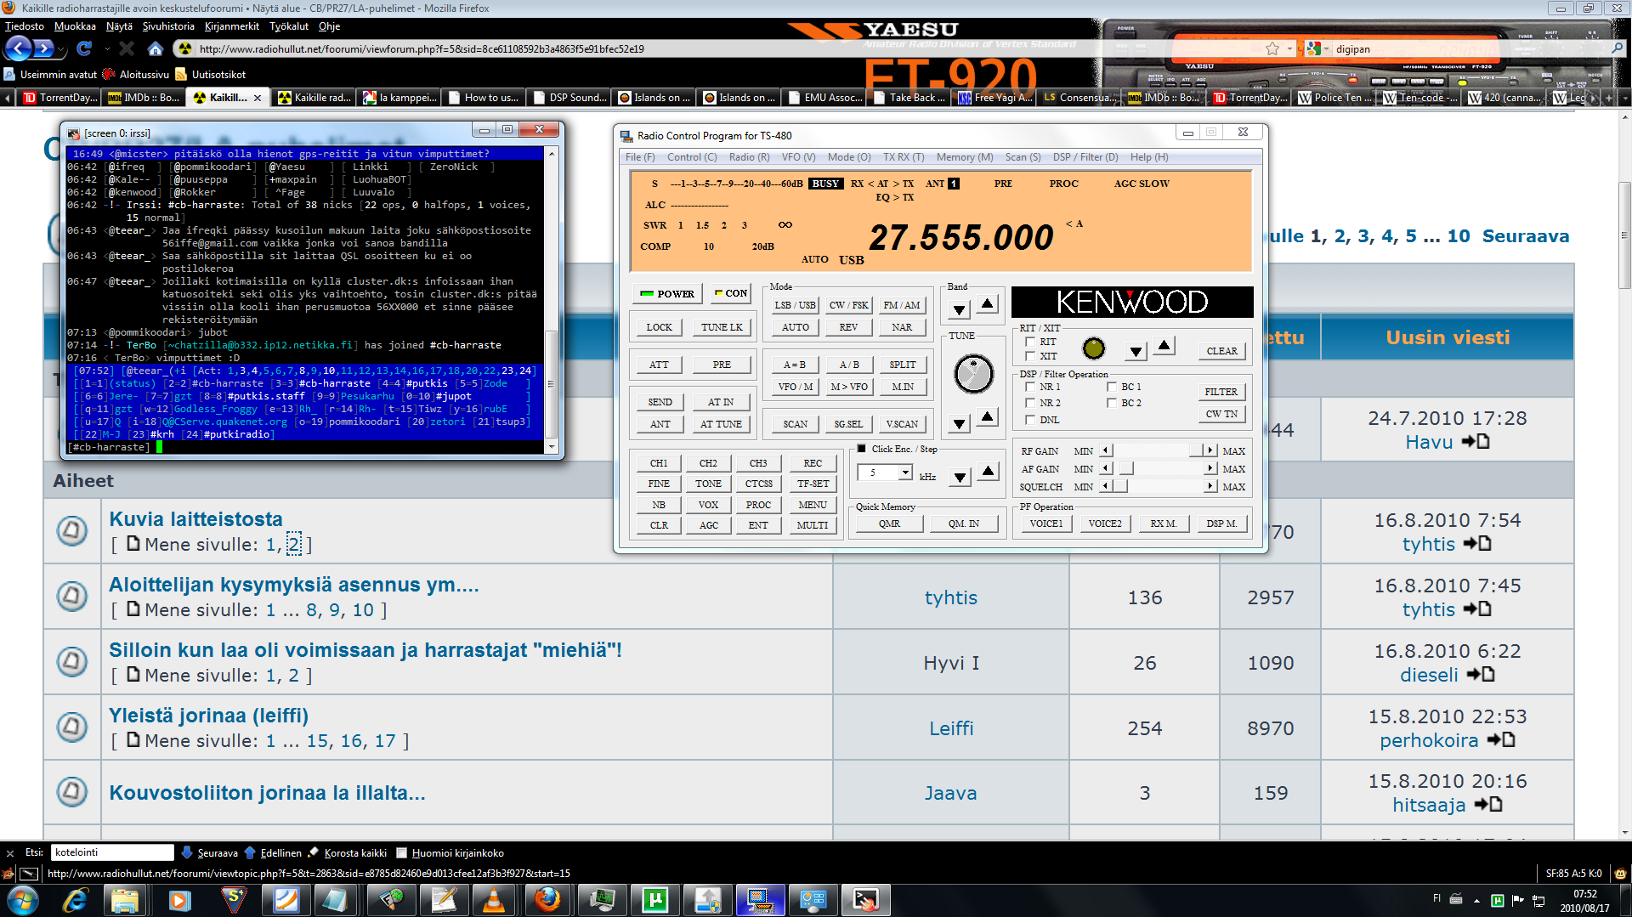 Kaikille radioharrastajille avoin keskustelufoorumi • Näytä alue - CB/PR27/LA-puhelimet - Mozilla Firefox
Tiedosto Muokkaa Näytä Sivuhistoria Kirjanmerkit Työkalut Ohje
http://www.radiohullut.net/foorumi/viewforum.php?f=5&sid=8ce61108592b3a4863f5e91bfec52e19
digipan
YAESU
Amateur Radio Division of Vertex Standard
FT-920
Useimmin avatut Aloitussivu Uutisotsikot
TorrentDay... IMDb :: Bo... Kaikill... Kaikille rad... la kamppei... How to us... DSP Sound... Islands on ... Islands on ... EMU Assoc... Take Back ... Free Yagi A... Consensua... IMDb :: Bo... TorrentDay... Police Ten ... Ten-code -... 420 (canna...
[screen 0: irssi]
16:49 <@micster> pitäiskö olla hienot gps-reitit ja vitun vimputtimet?
06:42 [@ifreq ] [@pommikoodari] [@Yaesu ] [ Linkki ] [ ZeroNick ]
06:42 [@Kale-- ] [@puuseppa ] [+maxpain ] [ LuohuaBOT]
06:42 [@kenwood] [@Rokker ] [ ^Fage ] [ Luuvalo ]
06:42 -!- Irssi: #cb-harraste: Total of 38 nicks [22 ops, 0 halfops, 1 voices,
15 normal]
06:43 <@teear_> Jaa ifreqki päässy kusoilun makuun laita joku sähköpostiosoite
56iffe@gmail.com vaikka jonka voi sanoa bandilla
06:43 <@teear_> Saa sähköpostilla sit laittaa QSL osoitteen ku ei oo
postilokeroa
06:47 <@teear_> Joillaki kotimaisilla on kyllä cluster.dk:s infoissaan ihan
katuosoiteki seki olis yks vaihtoehto, tosin cluster.dk:s pitää
vissiin olla kooli ihan perusmuotoa 56XX000 et sinne pääsee
rekisteröitymään
07:13 <@pommikoodari> jubot
07:14 -!- TerBo [~chatzilla@b332.ip12.netikka.fi] has joined #cb-harraste
07:16 < TerBo> vimputtimet :D
[07:52] [@teear_(+i [Act: 1,3,4,5,6,7,8,9,10,11,12,13,14,16,17,18,20,22,23,24]
[[1=1](status) [2=2]#cb-harraste [3=3]#cb-harraste [4=4]#putkis [5=5]Zode ]
[[6=6]Jere- [7=7]gzt [8=8]#putkis.staff [9=9]Pesukarhu [0=10]#jupot ]
[[q=11]gzt [w=12]Godless_Froggy [e=13]Rh_ [r=14]Rh- [t=15]Tiwz [y=16]rubE ]
[[u=17]Q [i=18]Q@CServe.quakenet.org [o=19]pommikoodari [20]zetori [21]tsup3]
[[22]M-J [23]#krh [24]#putkiradio]
[#cb-harraste]
Radio Control Program for TS-480
File (F) Control (C) Radio (R) VFO (V) Mode (O) TX RX (T) Memory (M) Scan (S) DSP / Filter (D) Help (H)
S ---1--3--5--7--9---20--40---60dB BUSY RX < AT > TX ANT 1 PRE PROC AGC SLOW
EQ > TX
ALC -----------------
SWR 1 1.5 2 3 ∞
27.555.000 < A
COMP 10 20dB
AUTO USB
POWER CON
LOCK TUNE LK
ATT PRE
SEND AT IN
ANT AT TUNE
Mode
LSB / USB CW / FSK FM / AM
AUTO REV NAR
A = B A / B SPLIT
VFO / M M > VFO M.IN
SCAN SG.SEL V.SCAN
Band
TUNE
KENWOOD
RIT / XIT
RIT
XIT
CLEAR
DSP / Filter Operation
NR 1 BC 1 FILTER
NR 2 BC 2
DNL CW TN
CH1 CH2 CH3 REC
FINE TONE CTCSS TF-SET
NB VOX PROC MENU
CLR AGC ENT MULTI
Click Enc. / Step
5 kHz
RF GAIN MIN MAX
AF GAIN MIN MAX
SQUELCH MIN MAX
Quick Memory
QMR QM. IN
PF Operation
VOICE1 VOICE2 RX M. DSP M.
ulle 1, 2, 3, 4, 5 ... 10 Seuraava
ettu Uusin viesti
44 24.7.2010 17:28
Havu
Aiheet
Kuvia laitteistosta
[ Mene sivulle: 1, 2 ]
70 16.8.2010 7:54
tyhtis
Aloittelijan kysymyksiä asennus ym....
[ Mene sivulle: 1 ... 8, 9, 10 ]
tyhtis 136 2957 16.8.2010 7:45
tyhtis
Silloin kun laa oli voimissaan ja harrastajat "miehiä"!
[ Mene sivulle: 1, 2 ]
Hyvi I 26 1090 16.8.2010 6:22
dieseli
Yleistä jorinaa (leiffi)
[ Mene sivulle: 1 ... 15, 16, 17 ]
Leiffi 254 8970 15.8.2010 22:53
perhokoira
Kouvostoliiton jorinaa la illalta...
Jaava 3 159 15.8.2010 20:16
hitsaaja
Etsi: kotelointi Seuraava Edellinen Korosta kaikki Huomioi kirjainkoko
http://www.radiohullut.net/foorumi/viewtopic.php?f=5&t=2863&sid=e8785d82460e9d013cfee12af3b3f927&start=15
SF:85 A:5 K:0
FI
07:52
2010/08/17